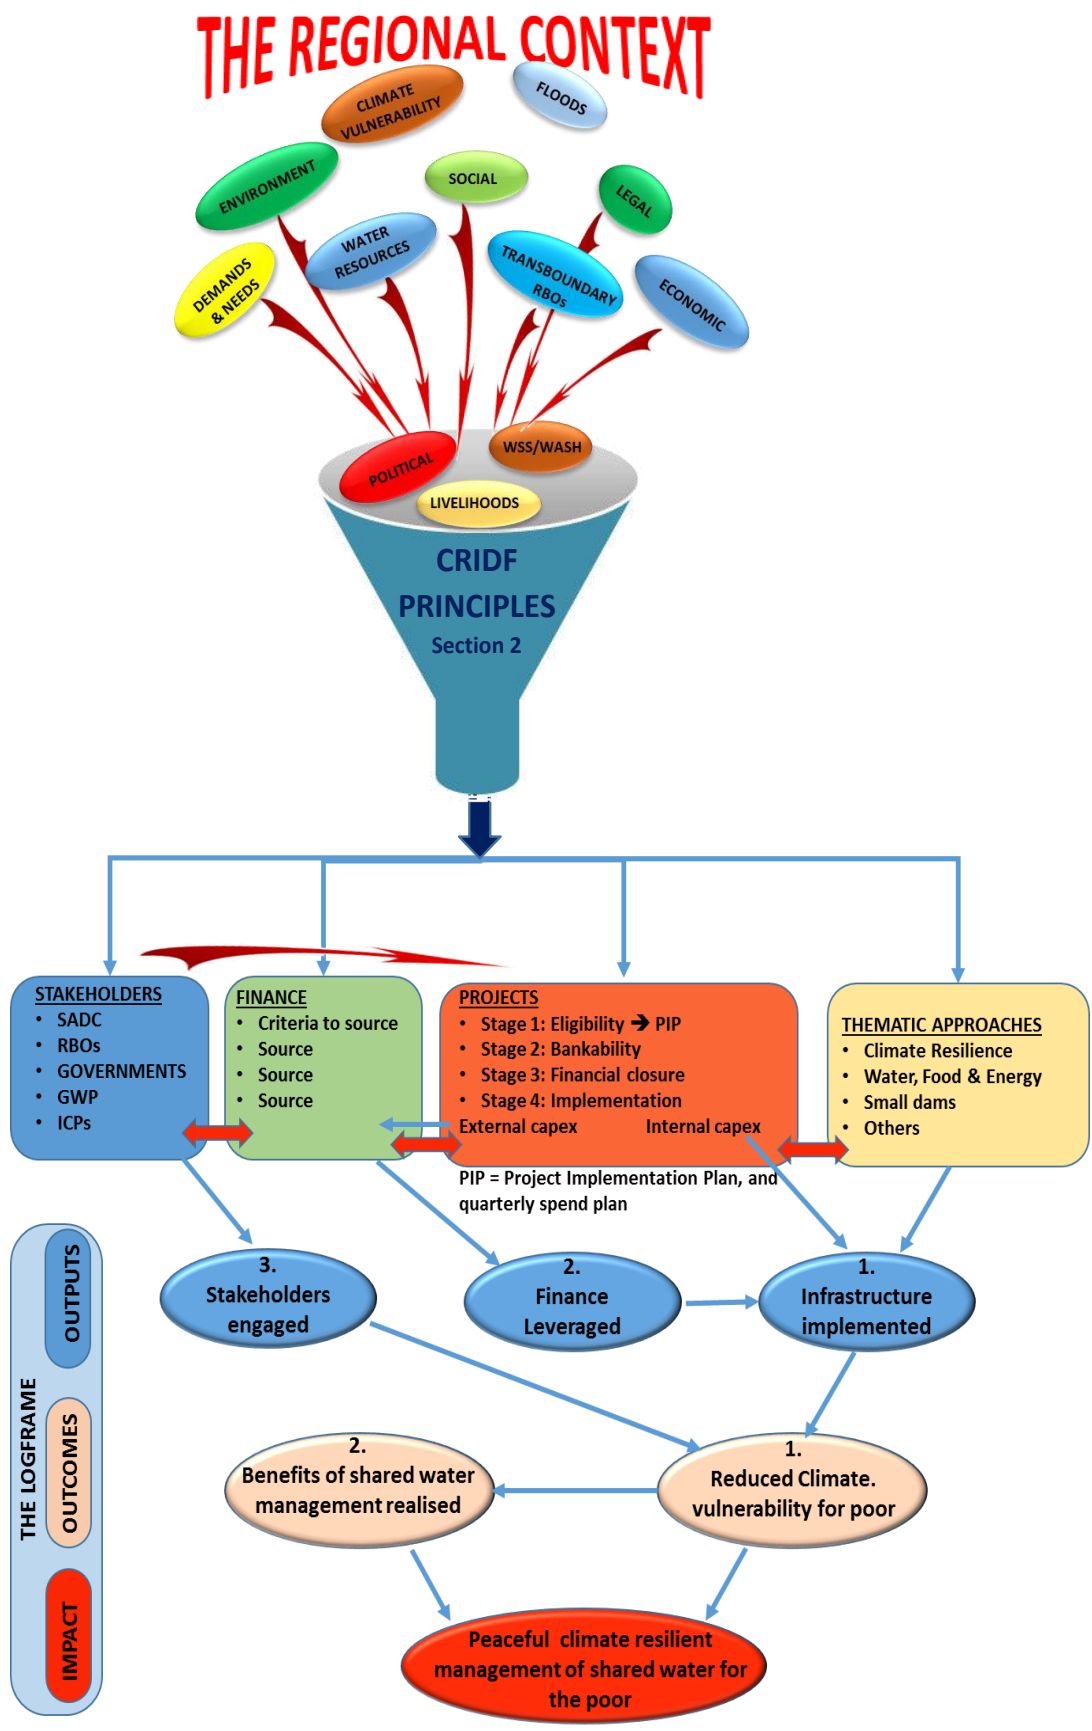 THE REGIONAL CONTEXT
CLIMATE
VULNERABILITY
FLOODS
ENVIRONMENT
SOCIAL
LEGAL
WATER
RESOURCES
TRANSBOUNDARY
RBOs
DEMANDS
& NEEDS
ECONOMIC
POLITICAL
WSS/WASH
LIVELIHOODS
CRIDF
PRINCIPLES
Section 2
STAKEHOLDERS
• SADC
• RBOs
• GOVERNMENTS
• GWP
• ICPs
FINANCE
• Criteria to source
• Source
• Source
• Source
PROJECTS
• Stage 1: Eligibility ➔ PIP
• Stage 2: Bankability
• Stage 3: Financial closure
• Stage 4: Implementation
External capex Internal capex
PIP = Project Implementation Plan, and
quarterly spend plan
THEMATIC APPROACHES
• Climate Resilience
• Water, Food & Energy
• Small dams
• Others
THE LOGFRAME
OUTPUTS
OUTCOMES
IMPACT
3.
Stakeholders
engaged
2.
Finance
Leveraged
1.
Infrastructure
implemented
2.
Benefits of shared water
management realised
1.
Reduced Climate.
vulnerability for poor
Peaceful climate resilient
management of shared water for
the poor